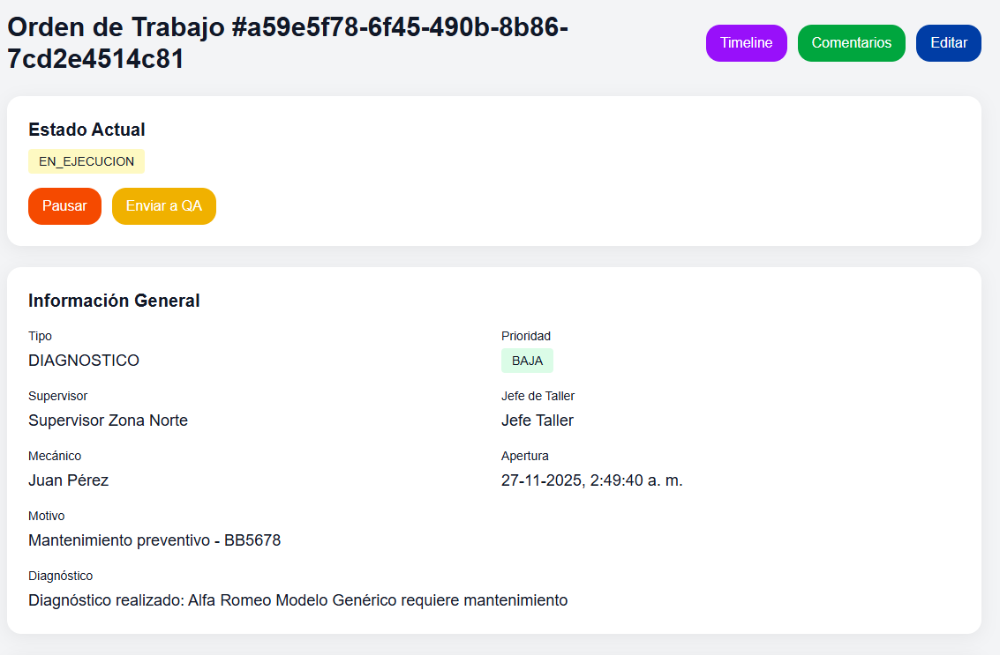 Orden de Trabajo #a59e5f78-6f45-490b-8b86-
7cd2e4514c81
Timeline
Comentarios
Editar
Estado Actual
EN_EJECUCION
Pausar
Enviar a QA
Información General
Tipo
DIAGNOSTICO
Prioridad
BAJA
Supervisor
Supervisor Zona Norte
Jefe de Taller
Jefe Taller
Mecánico
Juan Pérez
Apertura
27-11-2025, 2:49:40 a. m.
Motivo
Mantenimiento preventivo - BB5678
Diagnóstico
Diagnóstico realizado: Alfa Romeo Modelo Genérico requiere mantenimiento